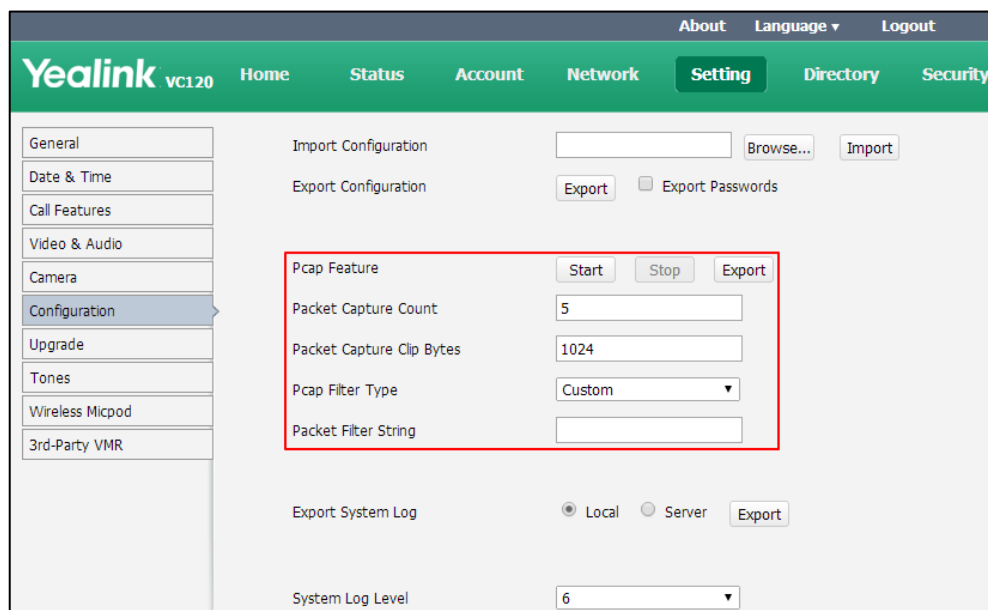 About Language ▾ Logout
Yealink VC120 Home Status Account Network Setting Directory Security
General
Date & Time
Call Features
Video & Audio
Camera
Configuration
Upgrade
Tones
Wireless Micpod
3rd-Party VMR
Import Configuration Browse... Import
Export Configuration Export Export Passwords
Pcap Feature Start Stop Export
Packet Capture Count 5
Packet Capture Clip Bytes 1024
Pcap Filter Type Custom ▼
Packet Filter String
Export System Log Local Server Export
System Log Level 6 ▼